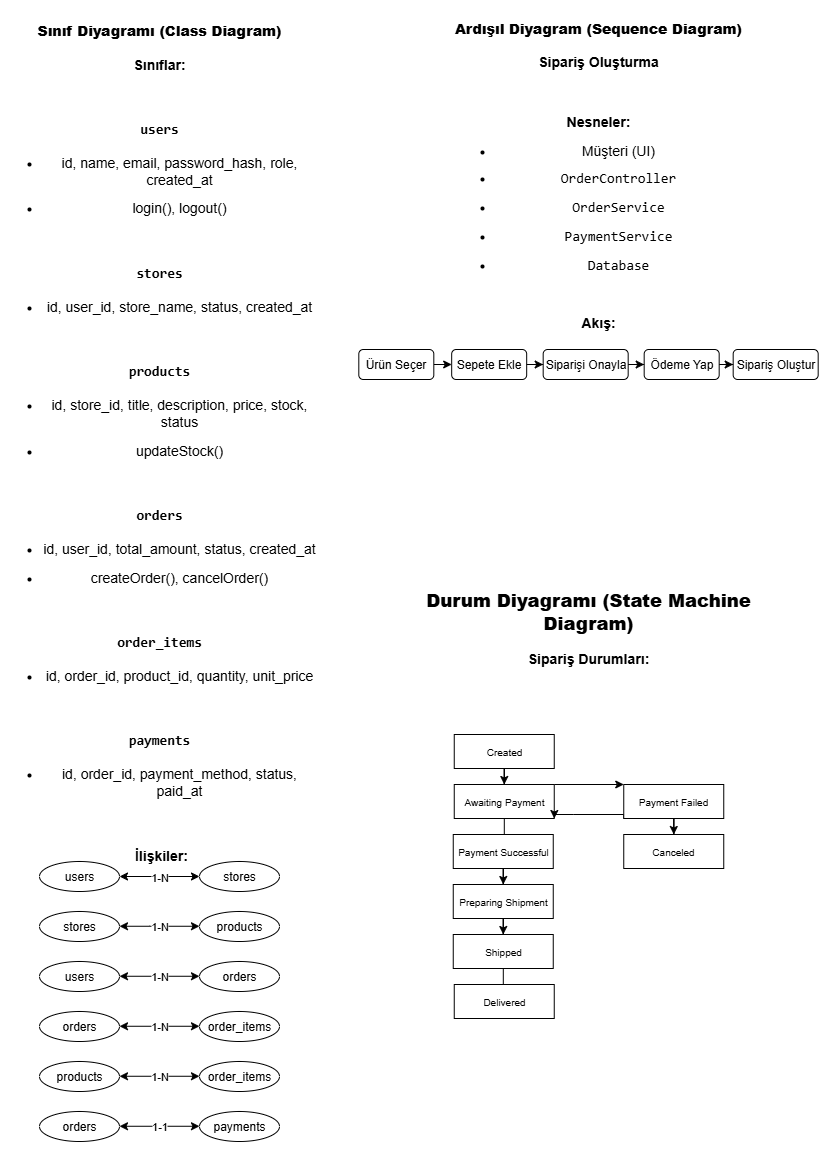 Sınıf Diyagramı (Class Diagram)
Sınıflar:
users
• id, name, email, password_hash, role,
created_at
• login(), logout()
stores
• id, user_id, store_name, status, created_at
products
• id, store_id, title, description, price, stock,
status
• updateStock()
orders
• id, user_id, total_amount, status, created_at
• createOrder(), cancelOrder()
order_items
• id, order_id, product_id, quantity, unit_price
payments
• id, order_id, payment_method, status,
paid_at
İlişkiler:
users 1-N stores
stores 1-N products
users 1-N orders
orders 1-N order_items
products 1-N order_items
orders 1-1 payments
Ardışıl Diyagram (Sequence Diagram)
Sipariş Oluşturma
Nesneler:
• Müşteri (UI)
• OrderController
• OrderService
• PaymentService
• Database
Akış:
Ürün Seçer Sepete Ekle Siparişi Onayla Ödeme Yap Sipariş Oluştur
Durum Diyagramı (State Machine
Diagram)
Sipariş Durumları:
Created
Awaiting Payment Payment Failed
Payment Successful Canceled
Preparing Shipment
Shipped
Delivered